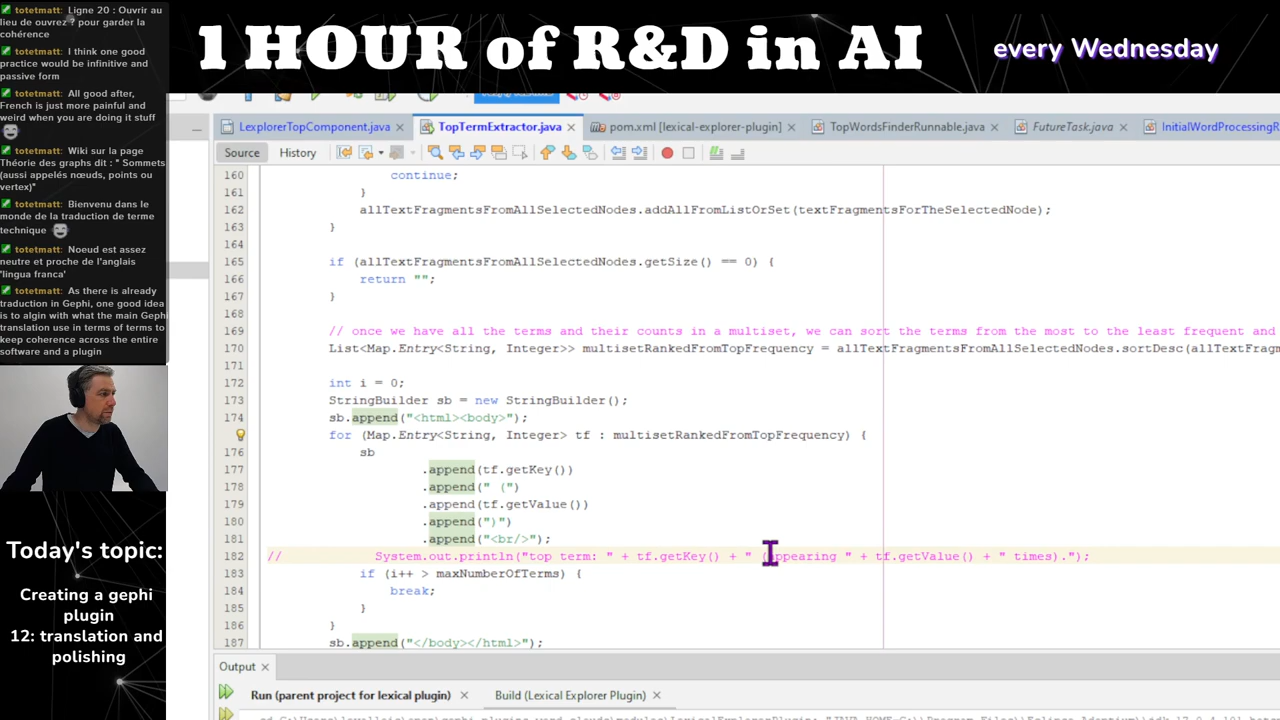 totetmatt: Ligne 20 : Ouvrir au
lieu de ouvrez ? pour garder la
cohérence
totetmatt: I think one good
practice would be infinitive and
passive form
totetmatt: All good after,
French is just more painful and
weird when you are doing it stuff
totetmatt: Wiki sur la page
Théorie des graphs dit : " Sommets
(aussi appelés nœuds, points ou
vertex)"
totetmatt: Bienvenu dans le
monde de la traduction de terme
technique
totetmatt: Noeud est assez
neutre et proche de l'anglais
'lingua franca'
totetmatt: As there is already
traduction in Gephi, one good idea
is to algin with what the main Gephi
translation use in terms of terms to
keep coherence across the entire
software and a plugin
1 HOUR of R&D in AI
every Wednesday
LexplorerTopComponent.java
TopTermExtractor.java
pom.xml [lexical-explorer-plugin]
TopWordsFinderRunnable.java
FutureTask.java
InitialWordProcessingR
Source History
160 continue;
161 }
162 allTextFragmentsFromAllSelectedNodes.addAllFromListOrSet(textFragmentsForTheSelectedNode);
163 }
164
165 if (allTextFragmentsFromAllSelectedNodes.getSize() == 0) {
166 return "";
167 }
168
169 // once we have all the terms and their counts in a multiset, we can sort the terms from the most to the least frequent and
170 List<Map.Entry<String, Integer>> multisetRankedFromTopFrequency = allTextFragmentsFromAllSelectedNodes.sortDesc(allTextFrag
171
172 int i = 0;
173 StringBuilder sb = new StringBuilder();
174 sb.append("<html><body>");
for (Map.Entry<String, Integer> tf : multisetRankedFromTopFrequency) {
176 sb
177 .append(tf.getKey())
178 .append(" (")
179 .append(tf.getValue())
180 .append(")")
181 .append("<br/>");
182 // System.out.println("top term: " + tf.getKey() + " (appearing " + tf.getValue() + " times).");
183 if (i++ > maxNumberOfTerms) {
184 break;
185 }
186 }
187 sb.append("</body></html>");
Output
Run (parent project for lexical plugin)
Build (Lexical Explorer Plugin)
Today's topic:
Creating a gephi
plugin
12: translation and
polishing